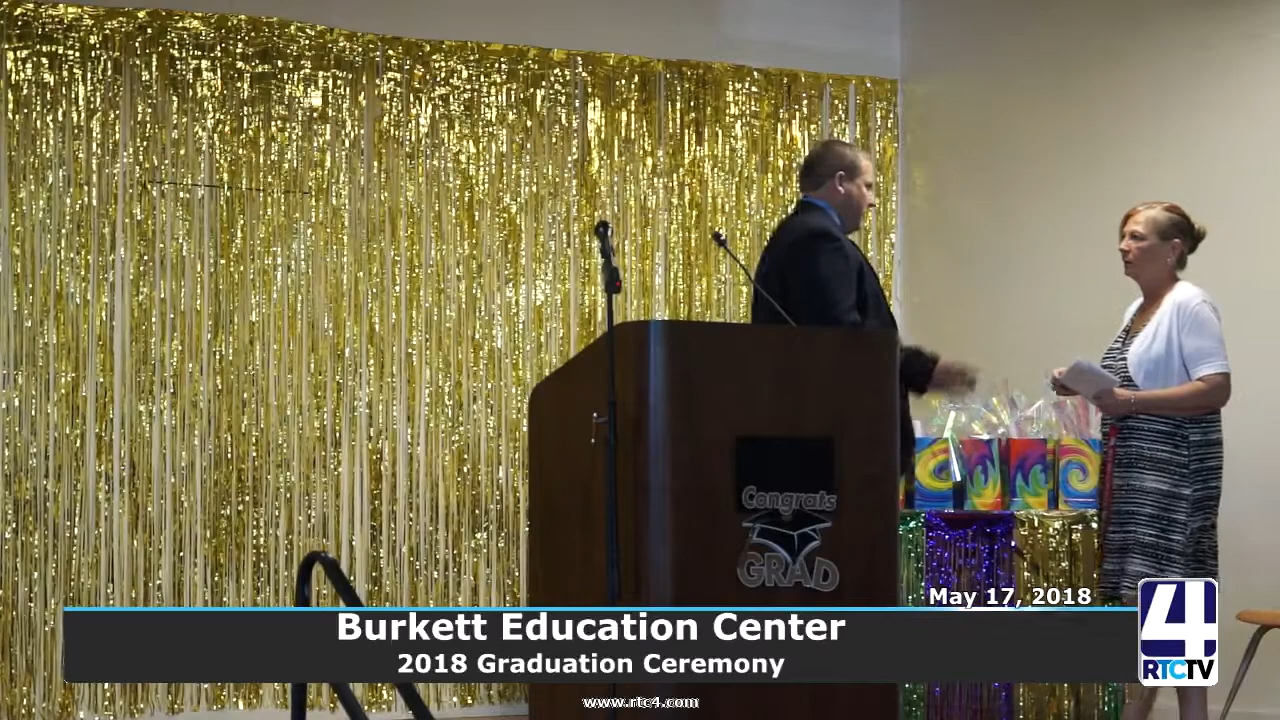 Congrats
GRAD
May 17, 2018
Burkett Education Center
2018 Graduation Ceremony
4
RTCTV
www.rtc4.com